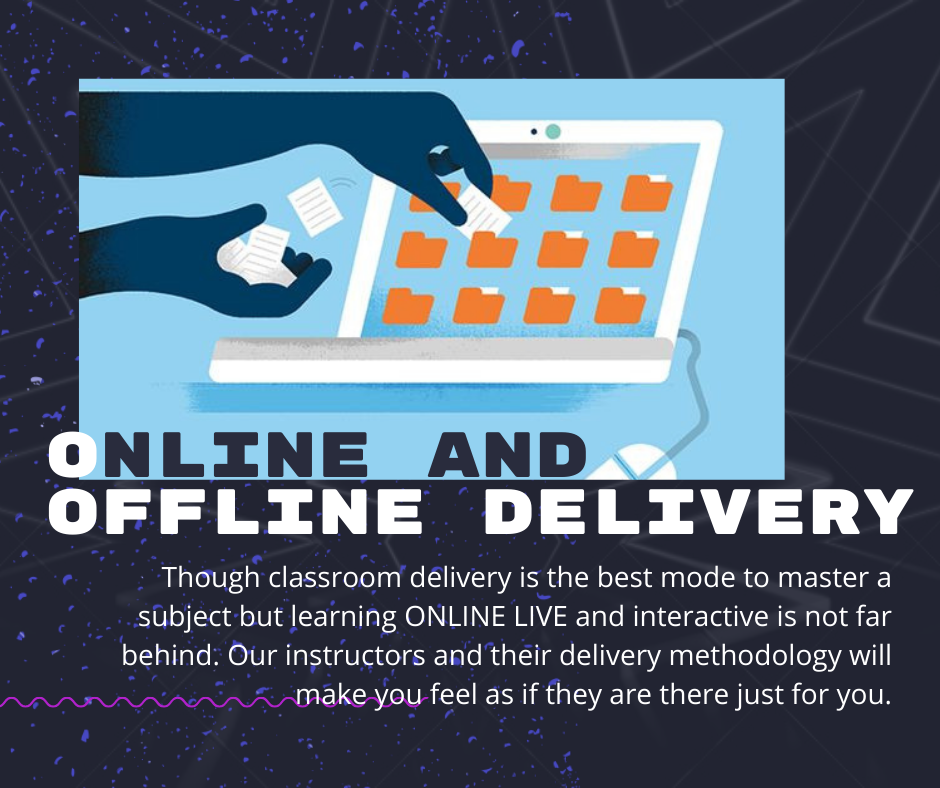 ONLINE AND
OFFLINE DELIVERY
Though classroom delivery is the best mode to master a
subject but learning ONLINE LIVE and interactive is not far
behind. Our instructors and their delivery methodology will
make you feel as if they are there just for you.